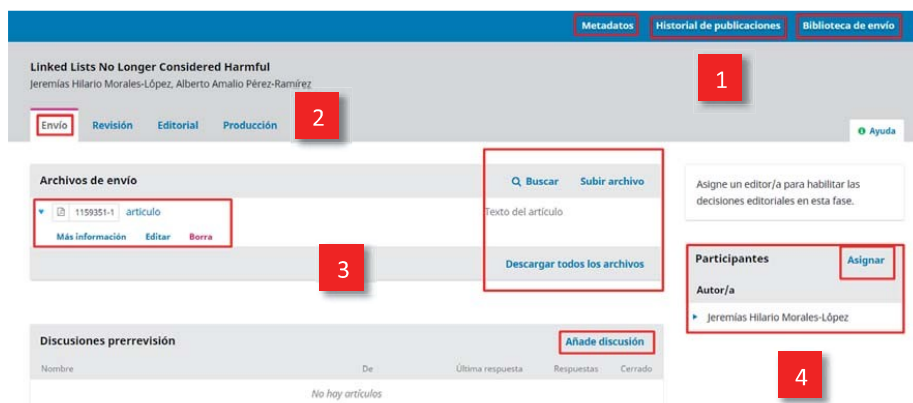 Metadatos Historial de publicaciones Biblioteca de envío
Linked Lists No Longer Considered Harmful
Jeremías Hilario Morales-López, Alberto Amalio Pérez-Ramírez
1
2
Envío Revisión Editorial Producción
Ayuda
Archivos de envío
Buscar Subir archivo
1159351-1 artículo
Texto del artículo
Más información Editar Borra
3
Descargar todos los archivos
Asigne un editor/a para habilitar las
decisiones editoriales en esta fase.
Participantes Asignar
Autor/a
Jeremías Hilario Morales-López
4
Discusiones prerrevisión Añade discusión
Nombre De Última respuesta Respuestas Cerrado
No hay artículos